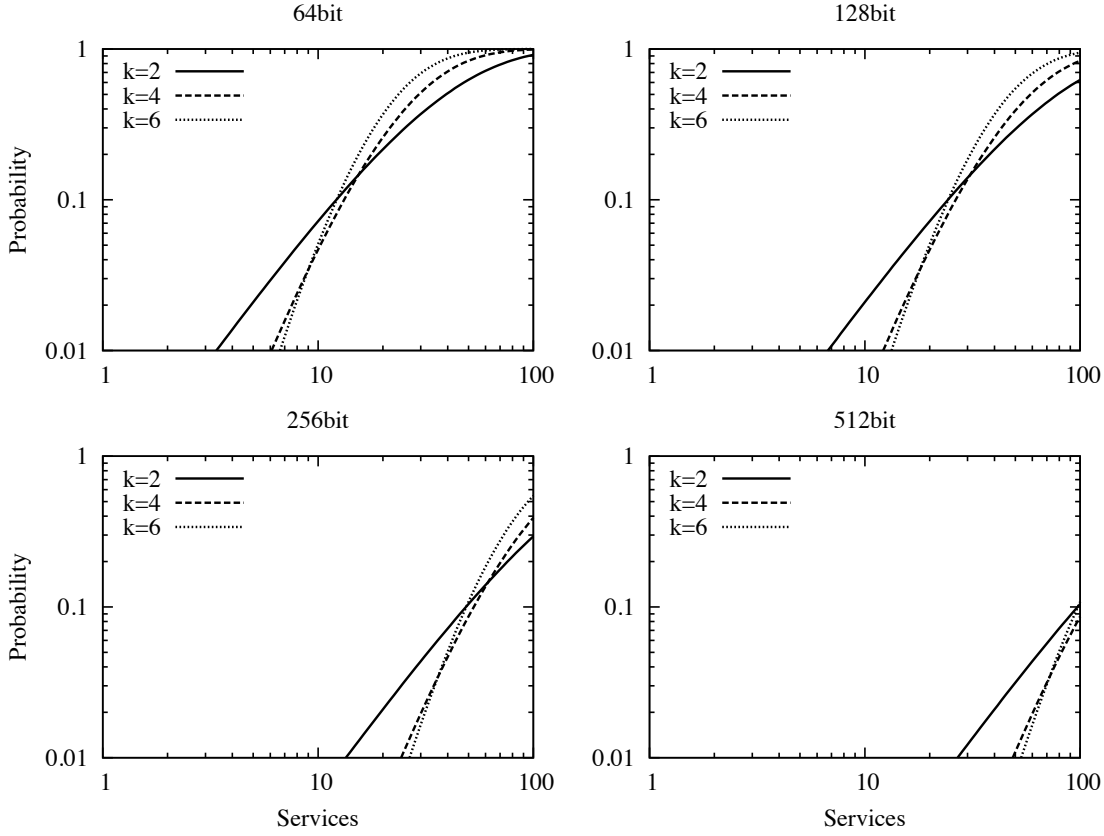 64bit
128bit
Probability
1
0.1
0.01
k=2
k=4
k=6
1 10 100
1
0.1
0.01
k=2
k=4
k=6
1 10 100
256bit
512bit
Probability
1
0.1
0.01
k=2
k=4
k=6
1 10 100
Services
1
0.1
0.01
k=2
k=4
k=6
1 10 100
Services